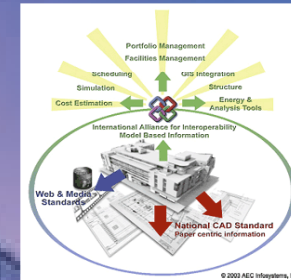 Portfolio Management
Facilities Management
Scheduling
GIS Integration
Simulation
Structure
Cost Estimation
Energy &
Analysis Tools
International Alliance for Interoperability
Model Based Information
Web & Media
Standards
National CAD Standard
Paper centric information
© 2003 AEC Infosystems, I